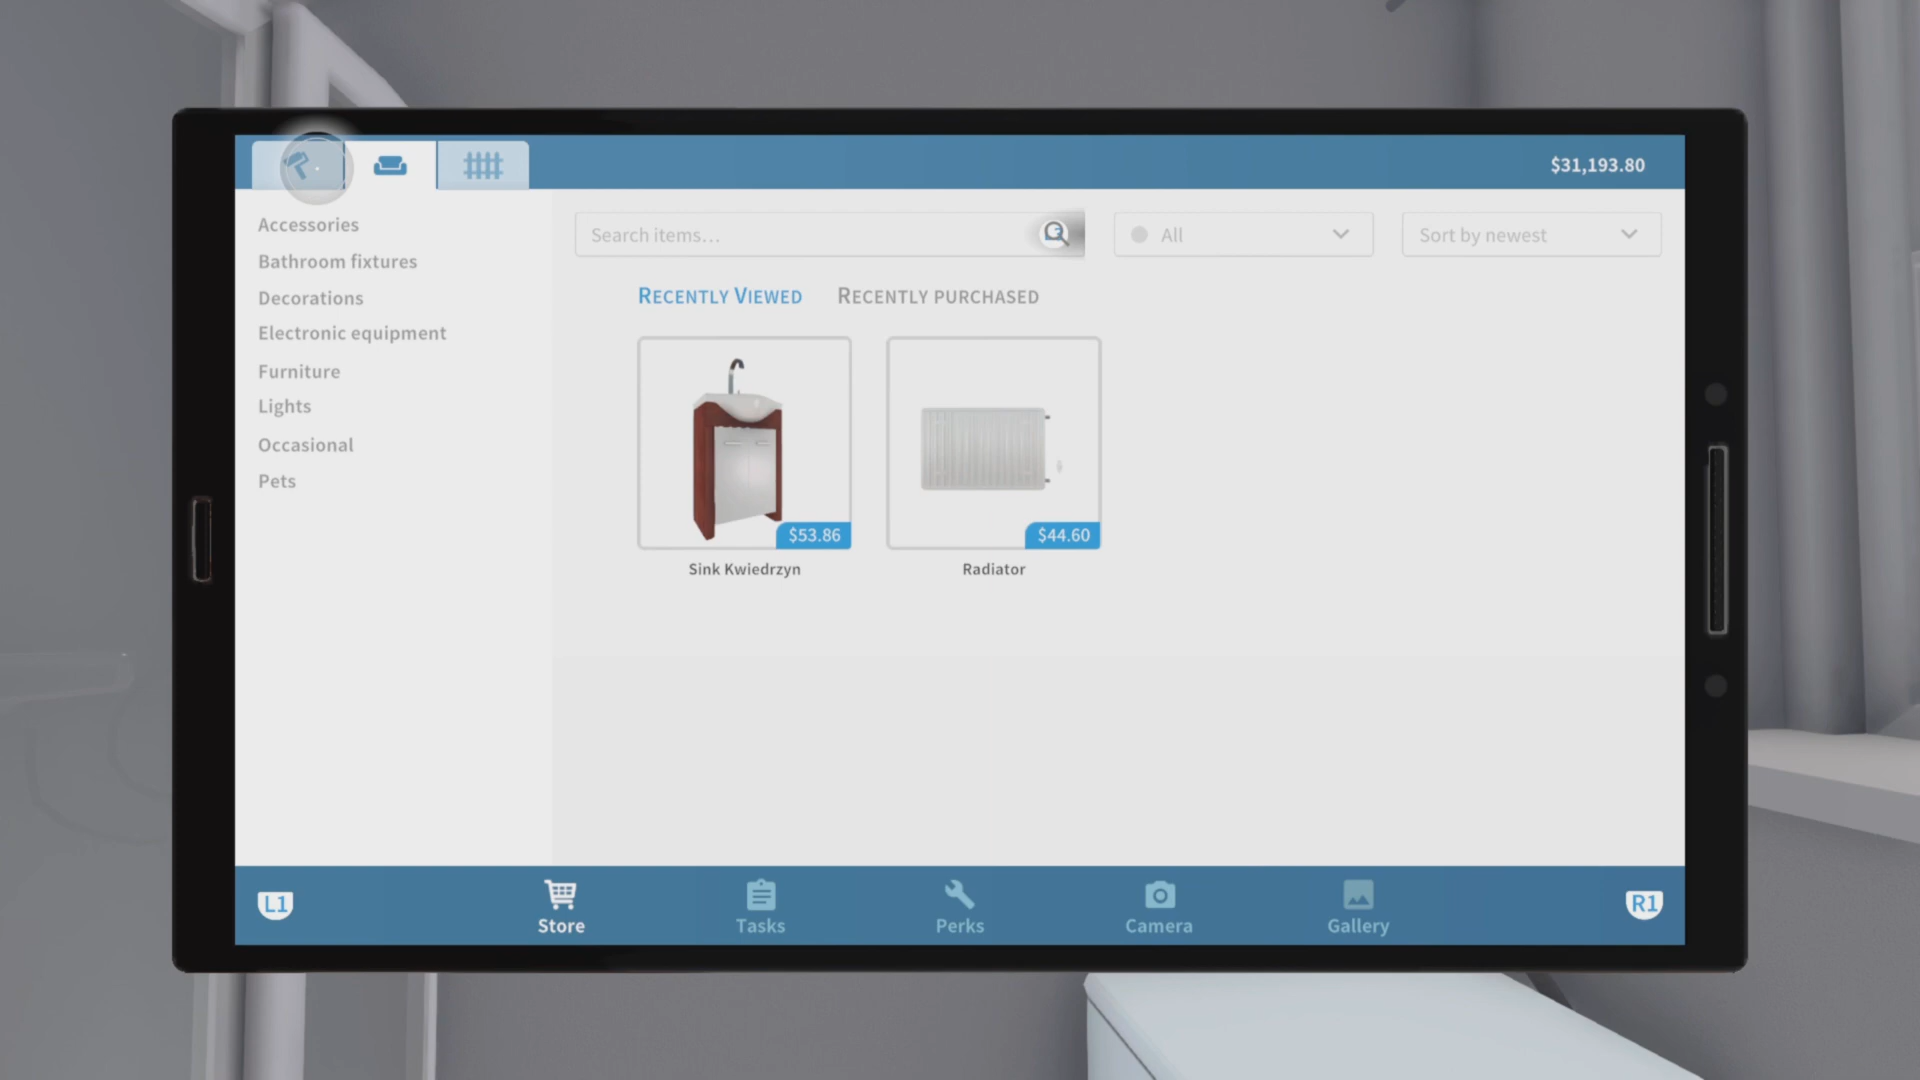 $31,193.80
Accessories
Bathroom fixtures
Decorations
Electronic equipment
Furniture
Lights
Occasional
Pets
Search items...
All
Sort by newest
RECENTLY VIEWED
RECENTLY PURCHASED
$53.86
$44.60
Sink Kwiedrzyn
Radiator
L1
Store
Tasks
Perks
Camera
Gallery
R1